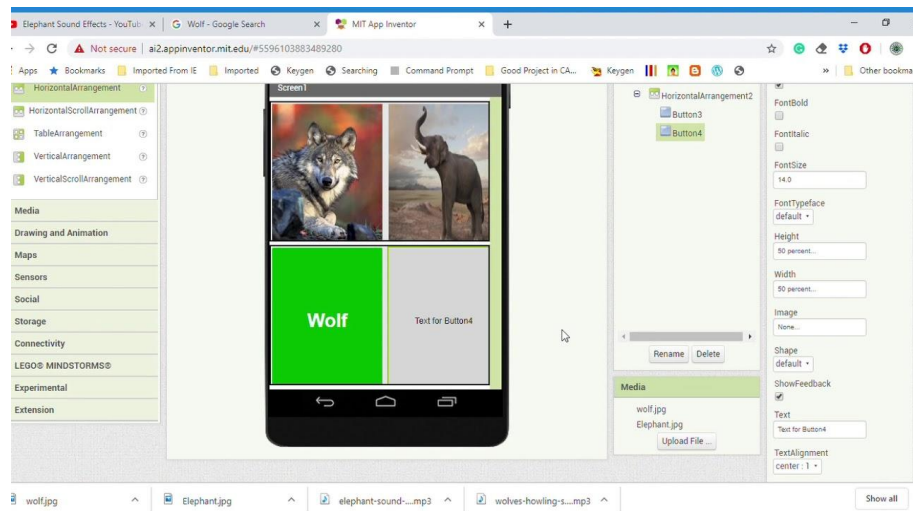 Elephant Sound Effects - YouTub
Wolf - Google Search
MIT App Inventor
Not secure | ai2.appinventor.mit.edu/#5596103883489280
Apps Bookmarks Imported From IE Imported Keygen Searching Command Prompt Good Project in CA... Keygen » Other bookma
HorizontalArrangement
HorizontalScrollArrangement
TableArrangement
VerticalArrangement
VerticalScrollArrangement
Media
Drawing and Animation
Maps
Sensors
Social
Storage
Connectivity
LEGO® MINDSTORMS®
Experimental
Extension
Screen1
Wolf
Text for Button4
HorizontalArrangement2
Button3
Button4
Rename Delete
Media
wolf.jpg
Elephant.jpg
Upload File ...
FontBold
FontItalic
FontSize
14.0
FontTypeface
default
Height
50 percent...
Width
50 percent...
Image
None...
Shape
default
ShowFeedback
Text
Text for Button4
TextAlignment
center : 1
wolf.jpg
Elephant.jpg
elephant-sound-....mp3
wolves-howling-s....mp3
Show all